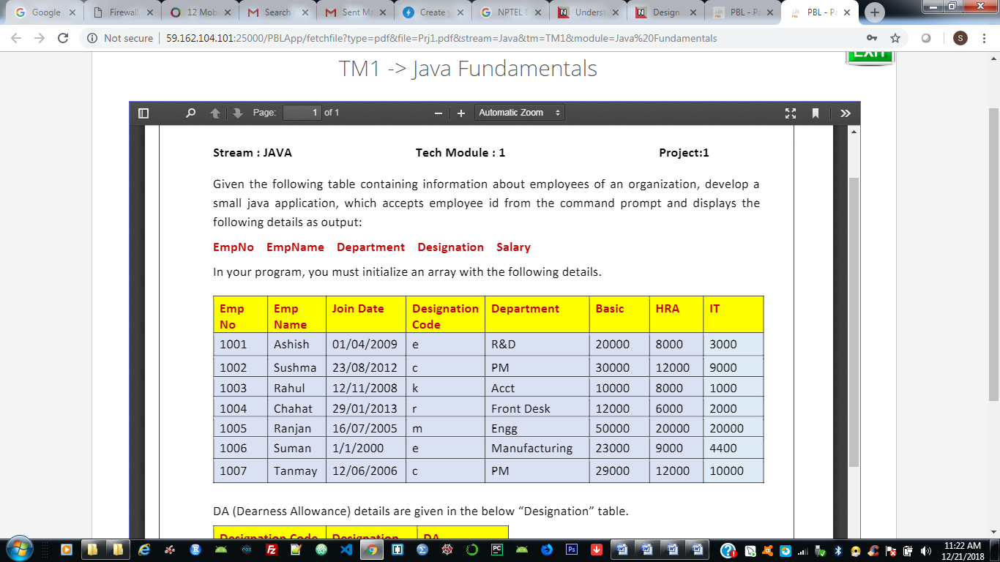 Google
Firewall
12 Mob
Search
Sent Ma
Create y
NPTEL
Underst
Design
PBL - Pa
PBL - Pa
Not secure
59.162.104.101:25000/PBLApp/fetchfile?type=pdf&file=Prj1.pdf&stream=Java&tm=TM1&module=Java%20Fundamentals
S
EXIT
TM1 -> Java Fundamentals
Page: 1 of 1
Automatic Zoom
Stream : JAVA Tech Module : 1 Project:1
Given the following table containing information about employees of an organization, develop a
small java application, which accepts employee id from the command prompt and displays the
following details as output:
EmpNo EmpName Department Designation Salary
In your program, you must initialize an array with the following details.
Emp No Emp Name Join Date Designation Code Department Basic HRA IT
1001 Ashish 01/04/2009 e R&D 20000 8000 3000
1002 Sushma 23/08/2012 c PM 30000 12000 9000
1003 Rahul 12/11/2008 k Acct 10000 8000 1000
1004 Chahat 29/01/2013 r Front Desk 12000 6000 2000
1005 Ranjan 16/07/2005 m Engg 50000 20000 20000
1006 Suman 1/1/2000 e Manufacturing 23000 9000 4400
1007 Tanmay 12/06/2006 c PM 29000 12000 10000
DA (Dearness Allowance) details are given in the below “Designation” table.
Designation Code Designation DA
11:22 AM
12/21/2018